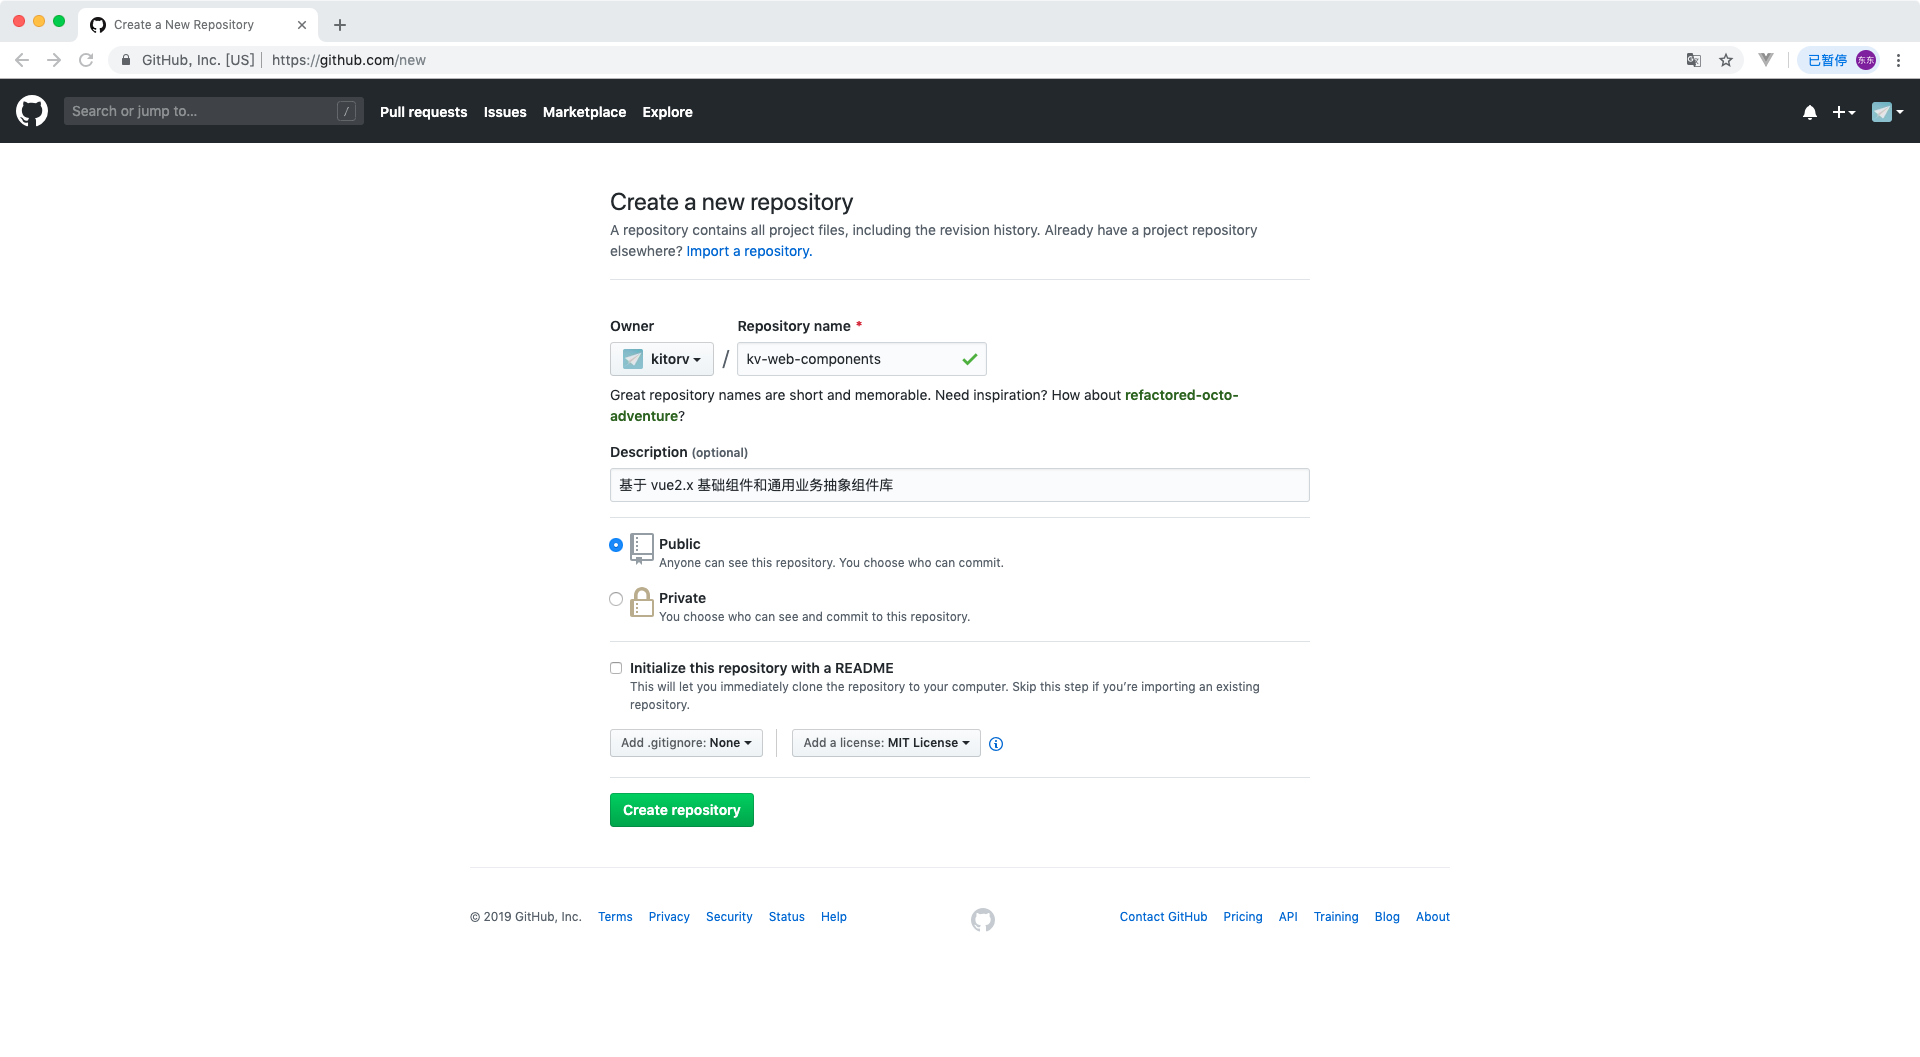 Create a New Repository
GitHub, Inc. [US] https://github.com/new
已暂停
东东
Search or jump to...
/
Pull requests Issues Marketplace Explore
Create a new repository
A repository contains all project files, including the revision history. Already have a project repository
elsewhere? Import a repository.
Owner
Repository name *
kitorv
/
kv-web-components
Great repository names are short and memorable. Need inspiration? How about refactored-octo-
adventure?
Description (optional)
基于 vue2.x 基础组件和通用业务抽象组件库
Public
Anyone can see this repository. You choose who can commit.
Private
You choose who can see and commit to this repository.
Initialize this repository with a README
This will let you immediately clone the repository to your computer. Skip this step if you’re importing an existing
repository.
Add .gitignore: None
Add a license: MIT License
Create repository
© 2019 GitHub, Inc. Terms Privacy Security Status Help
Contact GitHub Pricing API Training Blog About